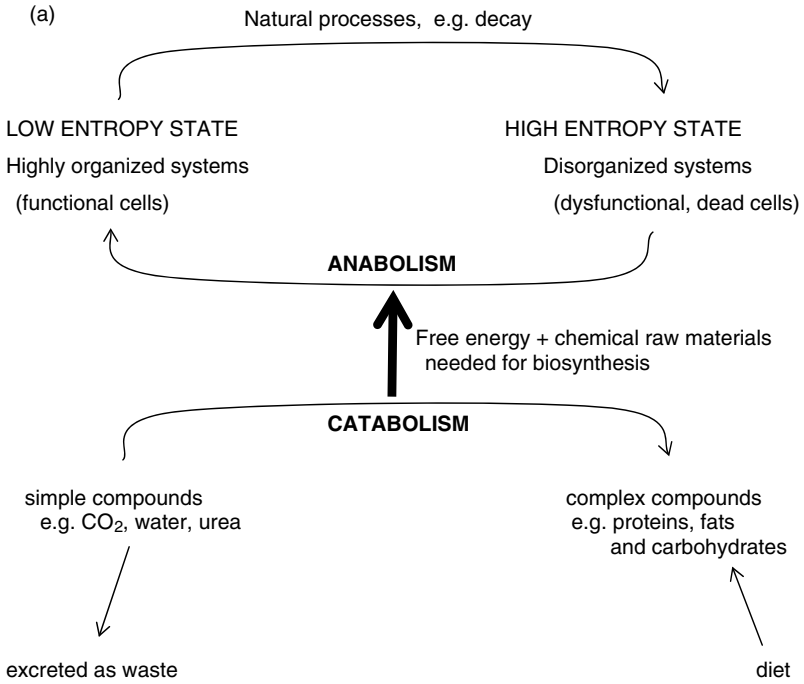 (a)
Natural processes, e.g. decay
LOW ENTROPY STATE
Highly organized systems
(functional cells)
HIGH ENTROPY STATE
Disorganized systems
(dysfunctional, dead cells)
ANABOLISM
Free energy + chemical raw materials
needed for biosynthesis
CATABOLISM
simple compounds
e.g. CO₂, water, urea
complex compounds
e.g. proteins, fats
and carbohydrates
excreted as waste
diet